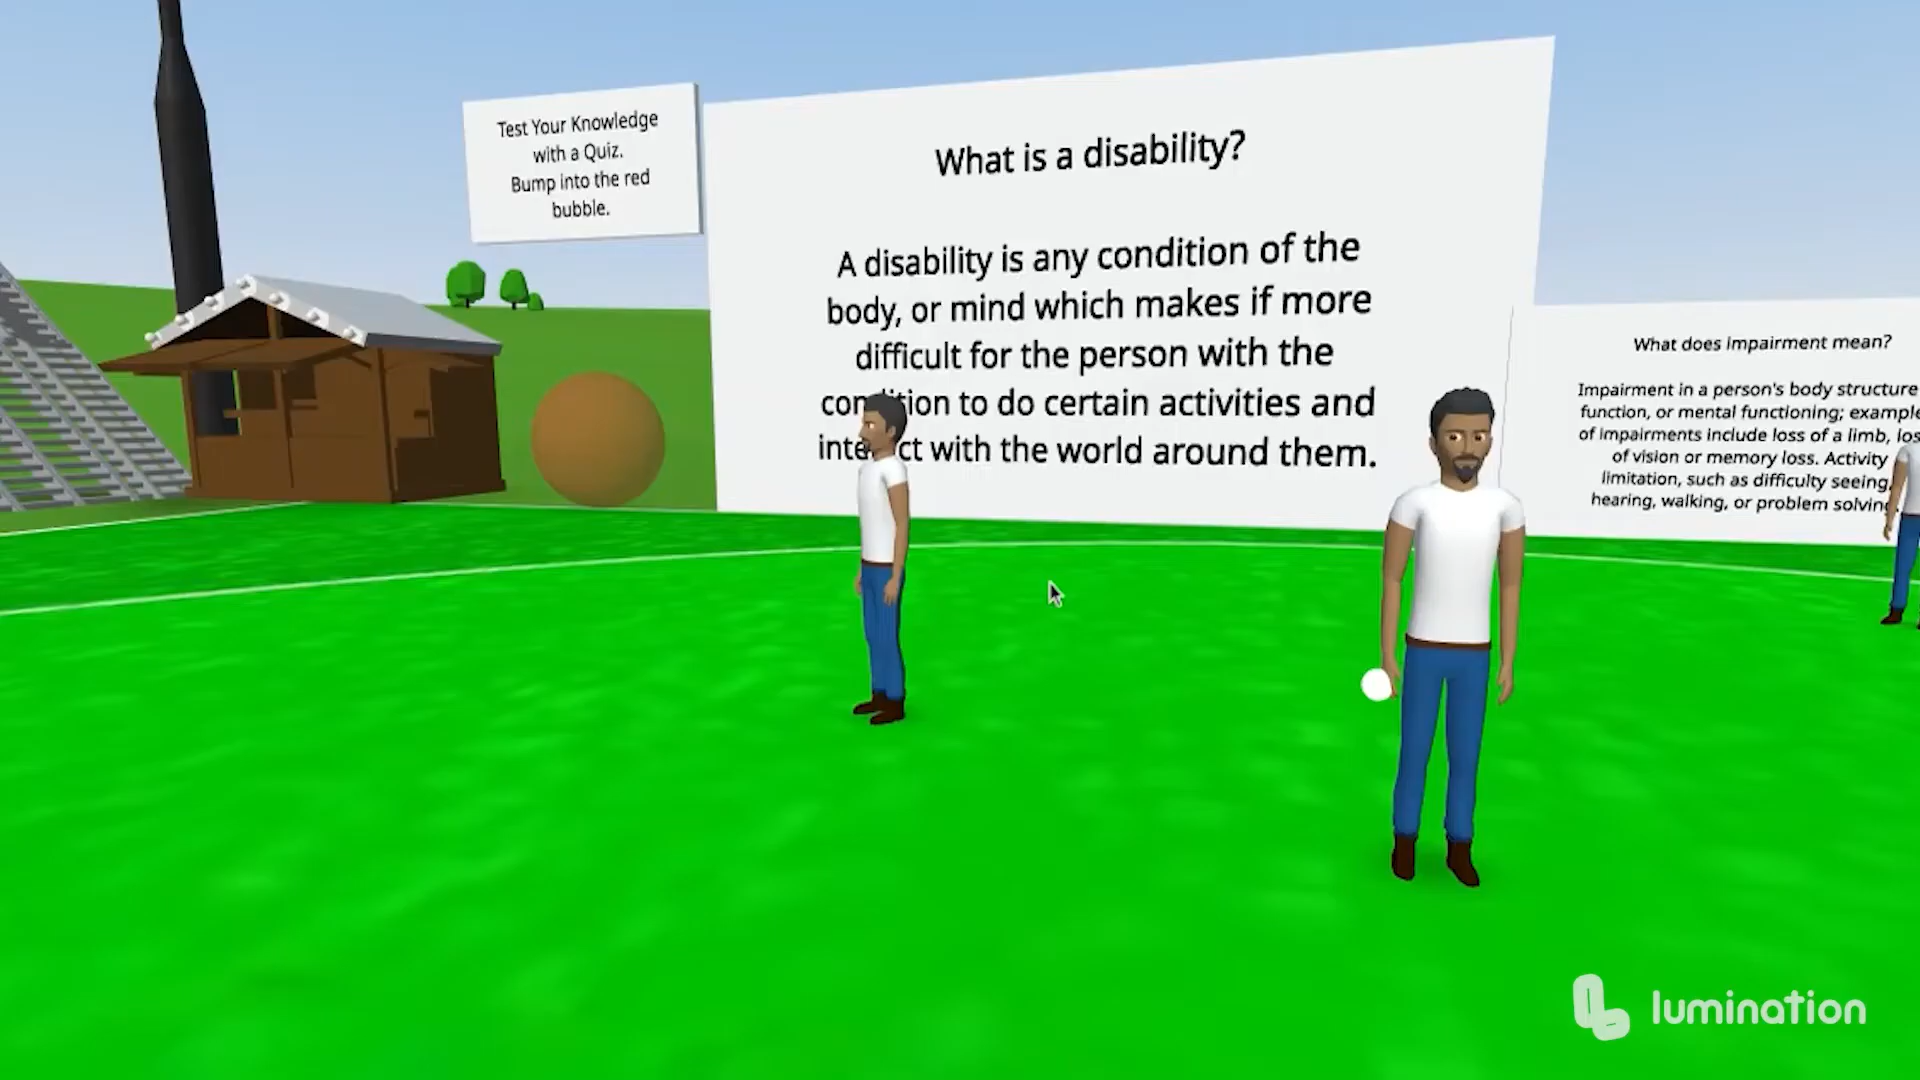 Test Your Knowledge
with a Quiz.
Bump into the red
bubble.
What is a disability?
A disability is any condition of the
body, or mind which makes if more
difficult for the person with the
condition to do certain activities and
interact with the world around them.
What does impairment mean?
Impairment in a person's body structure
function, or mental functioning; example
of impairments include loss of a limb, los
of vision or memory loss. Activity
limitation, such as difficulty seeing,
hearing, walking, or problem solving
lumination